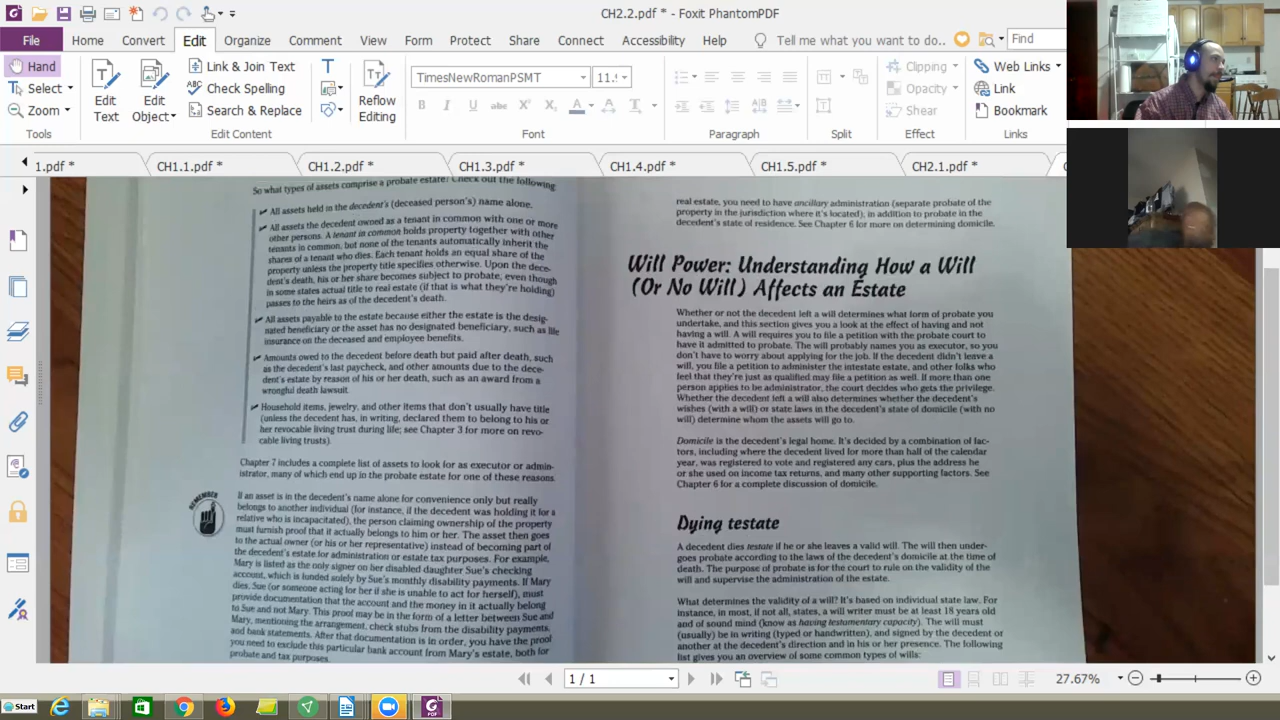 CH2.2.pdf * - Foxit PhantomPDF
File Home Convert Edit Organize Comment View Form Protect Share Connect Accessibility Help Tell me what you want to do.. Find
Hand
Select
Zoom
Tools
Edit Text
Edit Object
Link & Join Text
Check Spelling
Search & Replace
Edit Content
Reflow Editing
TimesNewRomanPSMT 11.
B I U abc X² X₂ A
Font
Paragraph
Split
Clipping
Opacity
Shear
Effect
Web Links
Link
Bookmark
Links
1.pdf * CH1.1.pdf * CH1.2.pdf * CH1.3.pdf * CH1.4.pdf * CH1.5.pdf * CH2.1.pdf *
So what types of assets comprise a probate estate? Check out the following
✓ All assets held in the decedent's (deceased person's) name alone.
✓ All assets the decedent owned as a tenant in common with one or more
other persons. A tenant in common holds property together with other
tenants in common, but none of the tenants automatically inherit the
shares of a tenant who dies. Each tenant holds an equal share of the
property unless the property title specifies otherwise. Upon the dece-
dent's death, his or her share becomes subject to probate, even though
in some states actual title to real estate (if that is what they're holding)
passes to the heirs as of the decedent's death.
✓ All assets payable to the estate because either the estate is the desig-
nated beneficiary or the asset has no designated beneficiary, such as life
insurance on the deceased and employee benefits.
✓ Amounts owed to the decedent before death but paid after death, such
as the decedent's last paycheck, and other amounts due to the dece-
dent's estate by reason of his or her death, such as an award from a
wrongful death lawsuit.
✓ Household items, jewelry, and other items that don't usually have title
(unless the decedent has, in writing, declared them to belong to his or
her revocable living trust during life; see Chapter 3 for more on revo-
cable living trusts).
Chapter 7 includes a complete list of assets to look for as executor or admin-
istrator, many of which end up in the probate estate for one of these reasons.
REMEMBER
If an asset is in the decedent's name alone for convenience only but really
belongs to another individual (for instance, if the decedent was holding it for a
relative who is incapacitated), the person claiming ownership of the property
must furnish proof that it actually belongs to him or her. The asset then goes
to the actual owner (or his or her representative) instead of becoming part of
the decedent's estate for administration or estate tax purposes. For example,
Mary is listed as the only signer on her disabled daughter Sue's checking
account, which is funded solely by Sue's monthly disability payments. If Mary
dies, Sue (or someone acting for her if she is unable to act for herself), must
provide documentation that the account and the money in it actually belong
to Sue and not Mary. This proof may be in the form of a letter between Sue and
Mary, mentioning the arrangement, check stubs from the disability payments,
and bank statements. After that documentation is in order, you have the proof
you need to exclude this particular bank account from Mary's estate, both for
probate and tax purposes.
real estate, you need to have ancillary administration (separate probate of the
property in the jurisdiction where it's located), in addition to probate in the
decedent's state of residence. See Chapter 6 for more on determining domicile.
Will Power: Understanding How a Will
(Or No Will) Affects an Estate
Whether or not the decedent left a will determines what form of probate you
undertake, and this section gives you a look at the effect of having and not
having a will. A will requires you to file a petition with the probate court to
have it admitted to probate. The will probably names you as executor, so you
don't have to worry about applying for the job. If the decedent didn't leave a
will, you file a petition to administer the intestate estate, and other folks who
feel that they're just as qualified may file a petition as well. If more than one
person applies to be administrator, the court decides who gets the privilege.
Whether the decedent left a will also determines whether the decedent's
wishes (with a will) or state laws in the decedent's state of domicile (with no
will) determine whom the assets will go to.
Domicile is the decedent's legal home. It's decided by a combination of fac-
tors, including where the decedent lived for more than half of the calendar
year, was registered to vote and registered any cars, plus the address he
or she used on income tax returns, and many other supporting factors. See
Chapter 6 for a complete discussion of domicile.
Dying testate
A decedent dies testate if he or she leaves a valid will. The will then under-
goes probate according to the laws of the decedent's domicile at the time of
death. The purpose of probate is for the court to rule on the validity of the
will and supervise the administration of the estate.
What determines the validity of a will? It's based on individual state law. For
instance, in most, if not all, states, a will writer must be at least 18 years old
and of sound mind (know as having testamentary capacity). The will must
(usually) be in writing (typed or handwritten), and signed by the decedent or
another at the decedent's direction and in his or her presence. The following
list gives you an overview of some common types of wills:
1 / 1
27.67%
Start